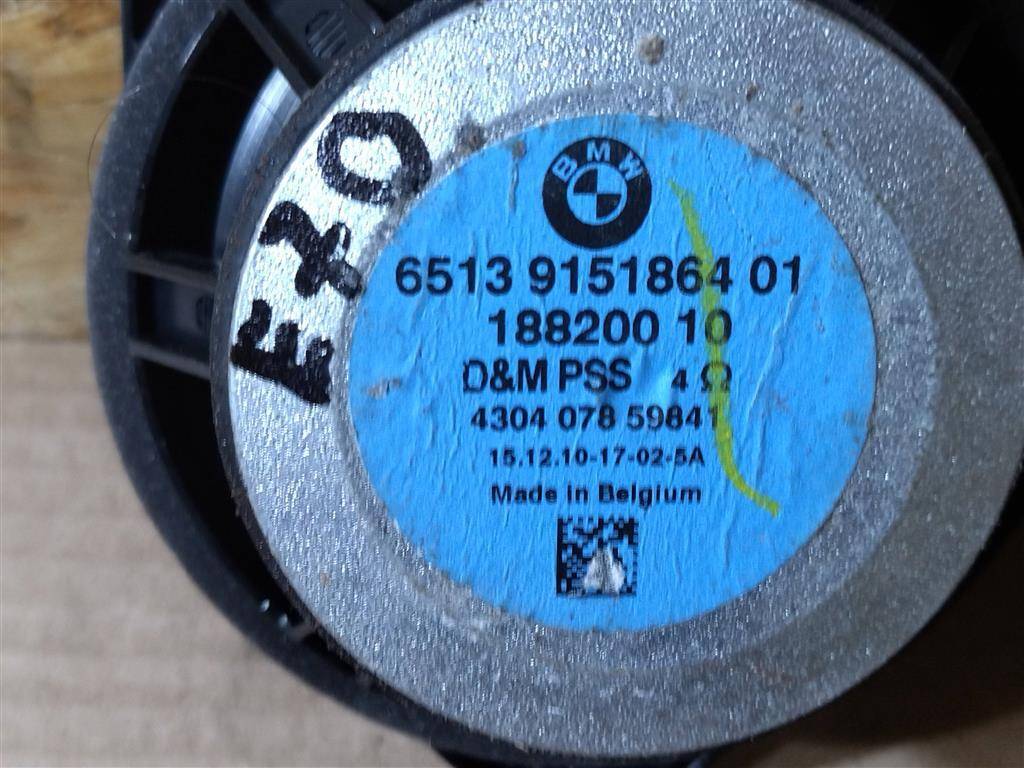 E70
BMW
6513 9151864 01
188200 10
D&M PSS 4 Ω
4304 078 59841
15.12.10-17-02-5A
Made in Belgium